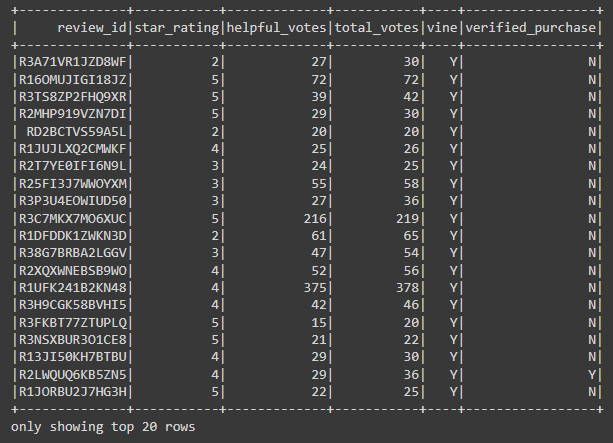 +--------------+-----------+-------------+-----------+----+-----------------+
|     review_id|star_rating|helpful_votes|total_votes|vine|verified_purchase|
+--------------+-----------+-------------+-----------+----+-----------------+
|R3A71VR1JZD8WF|          2|           27|         30|   Y|                N|
|R16OMUJIGI18JZ|          5|           72|         72|   Y|                N|
|R3TS8ZP2FHQ9XR|          5|           39|         42|   Y|                N|
|R2MHP919VZN7DI|          5|           29|         30|   Y|                N|
| RD2BCTVS59A5L|          2|           20|         20|   Y|                N|
|R1JUJLXQ2CMWKF|          4|           25|         26|   Y|                N|
|R2T7YE0IFI6N9L|          3|           24|         25|   Y|                N|
|R25FI3J7WWOYXM|          3|           55|         58|   Y|                N|
|R3P3U4EOWIUD50|          3|           27|         36|   Y|                N|
|R3C7MKX7MO6XUC|          5|          216|        219|   Y|                N|
|R1DFDDK1ZWKN3D|          2|           61|         65|   Y|                N|
|R38G7BRBA2LGGV|          3|           47|         54|   Y|                N|
|R2XQXWNEBSB9WO|          4|           52|         56|   Y|                N|
|R1UFK241B2KN48|          4|          375|        378|   Y|                N|
|R3H9CGK58BVHI5|          4|           42|         46|   Y|                N|
|R3FKBT77ZTUPLQ|          5|           15|         20|   Y|                N|
|R3NSXBUR3O1CE8|          5|           21|         22|   Y|                N|
|R13JI50KH7BTBU|          4|           29|         30|   Y|                N|
|R2LWQUQ6KB5ZN5|          4|           29|         36|   Y|                Y|
|R1JORBU2J7HG3H|          5|           22|         25|   Y|                N|
+--------------+-----------+-------------+-----------+----+-----------------+
only showing top 20 rows